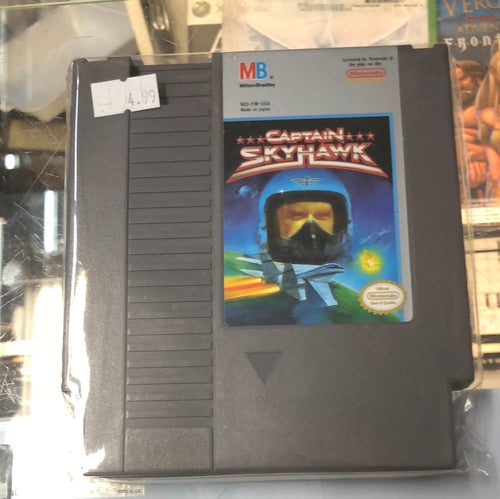 4.99
MB®
Milton Bradley
Licensed by Nintendo ®
for play on the
Nintendo
NES-YW-USA
Made in Japan
CAPTAIN
SKYHAWK
Official
Nintendo
Seal of Quality